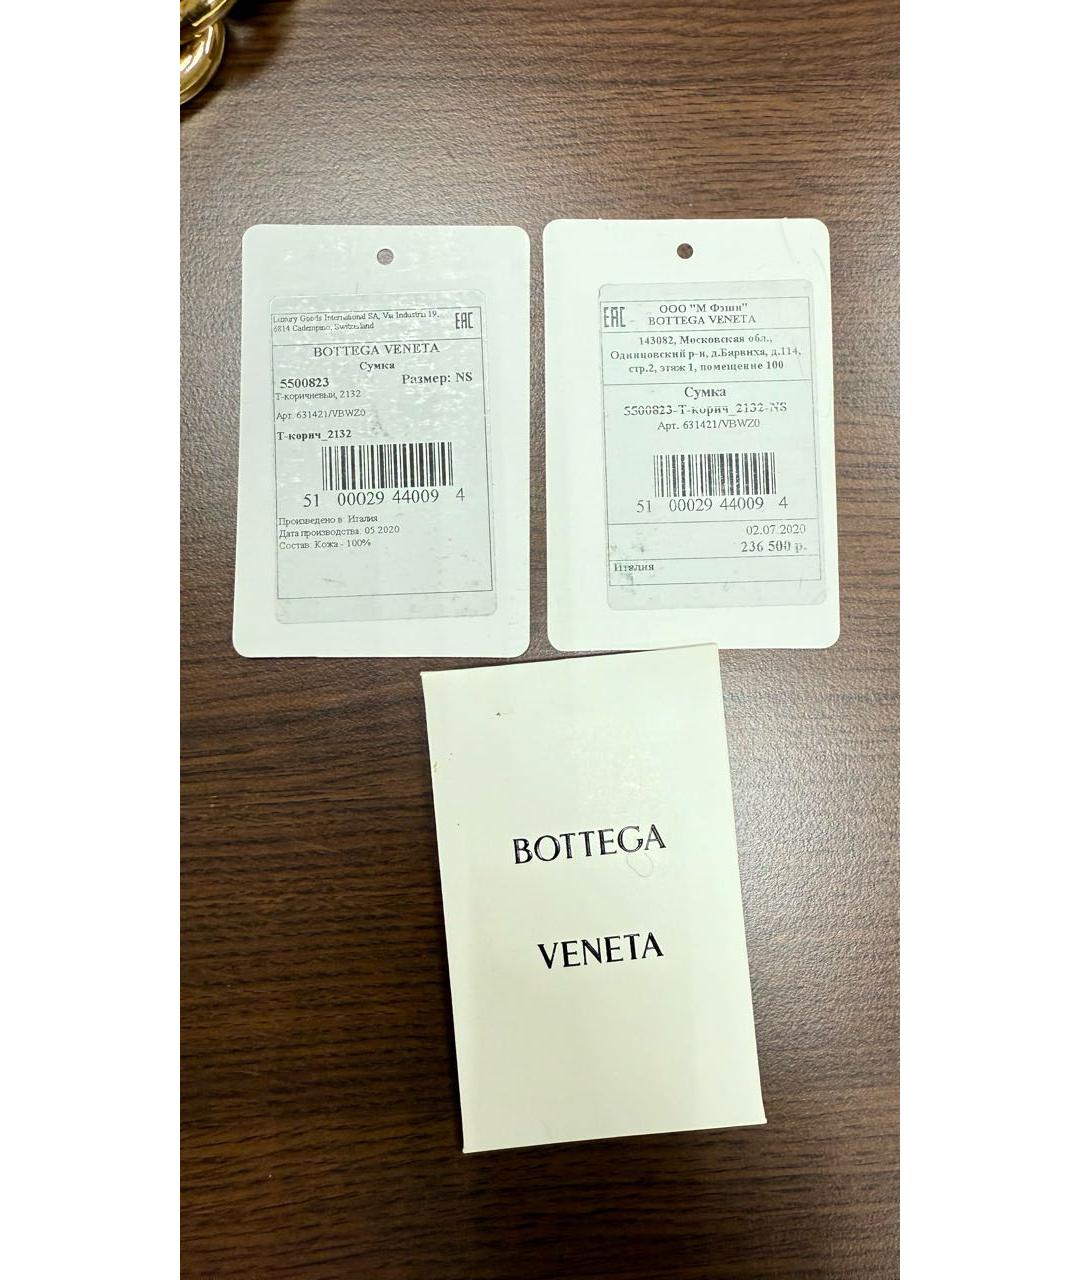 Luxury Goods International SA, Via Industria 19,
6814 Cadempino, Switzerland
EAC
BOTTEGA VENETA
Сумка
5500823 Размер: NS
Т-коричневый, 2132
Арт. 631421/VBWZ0
Т-корич_2132
51 00029 44009 4
Произведено в: Италия
Дата производства: 05 2020
Состав: Кожа - 100%
EAC
ООО "М Фэшн"
BOTTEGA VENETA
143082, Московская обл.,
Одинцовский р-н, д.Барвиха, д.114,
стр.2, этаж 1, помещение 100
Сумка
5500823-Т-корич_2132-NS
Арт. 631421/VBWZ0
51 00029 44009 4
02.07.2020
236 500 р.
Италия
BOTTEGA
VENETA